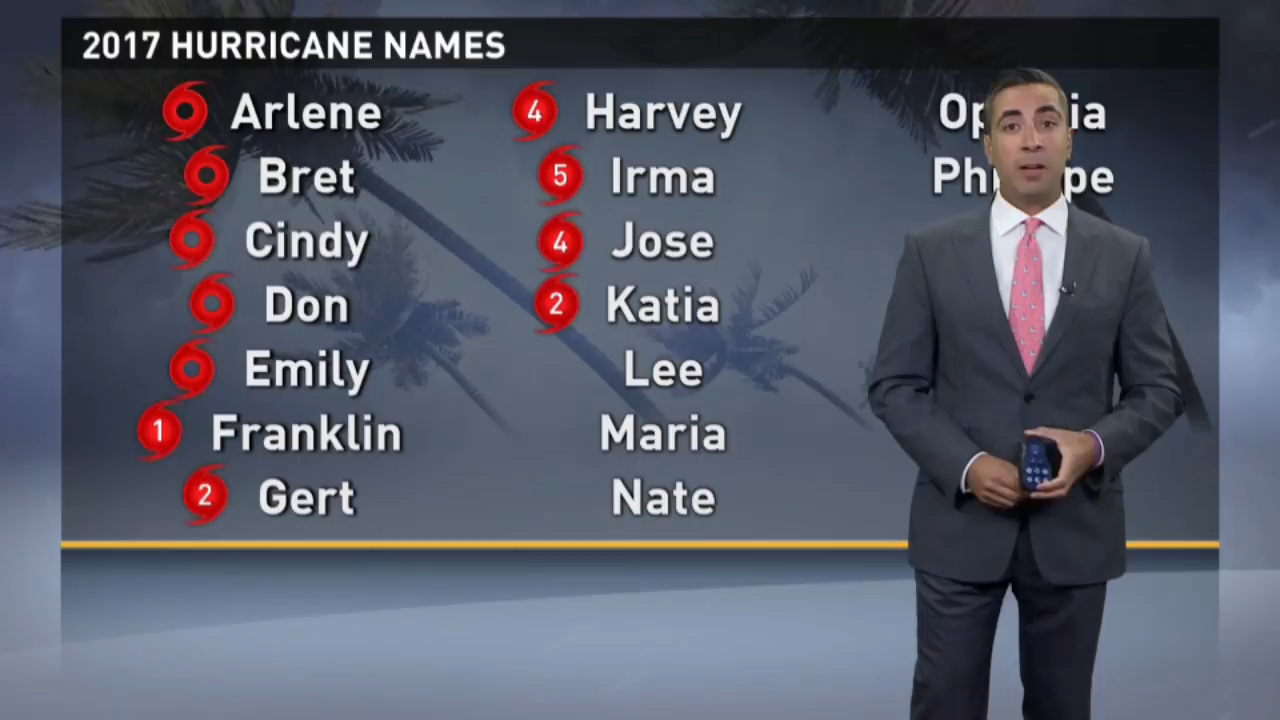 2017 HURRICANE NAMES
Arlene
Bret
Cindy
Don
Emily
1 Franklin
2 Gert
4 Harvey
5 Irma
4 Jose
2 Katia
Lee
Maria
Nate